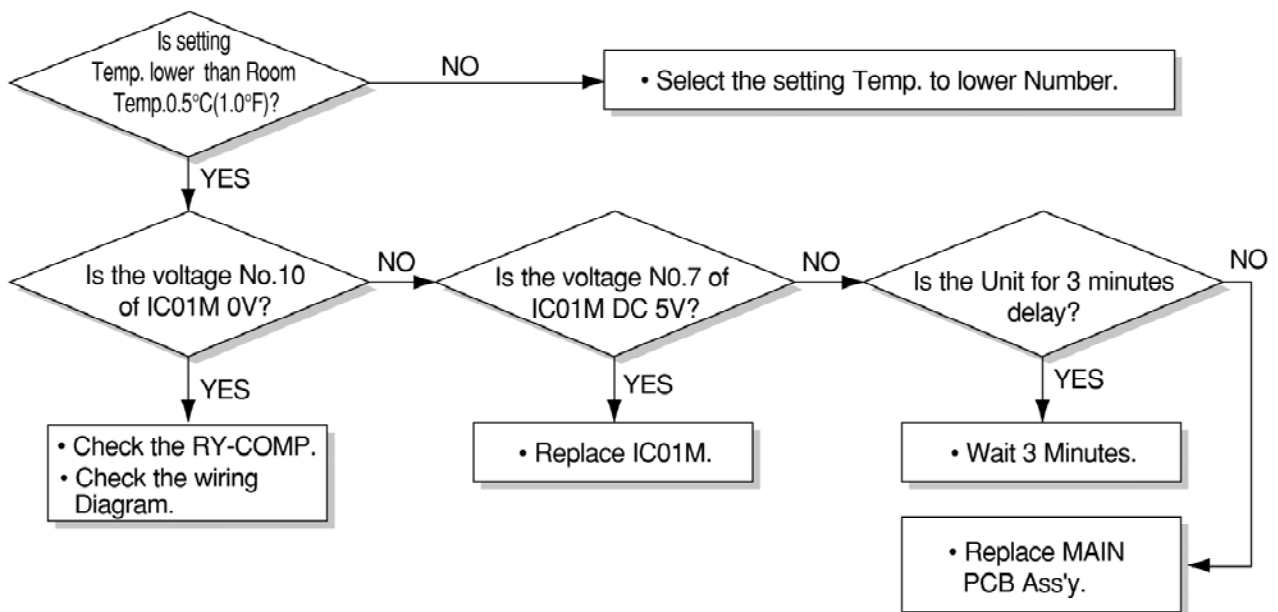 Is setting
Temp. lower than Room
Temp.0.5°C(1.0°F)?
NO
• Select the setting Temp. to lower Number.
YES
Is the voltage No.10
of IC01M 0V?
NO
Is the voltage N0.7 of
IC01M DC 5V?
NO
Is the Unit for 3 minutes
delay?
NO
YES
• Check the RY-COMP.
• Check the wiring
Diagram.
YES
• Replace IC01M.
YES
• Wait 3 Minutes.
• Replace MAIN
PCB Ass'y.